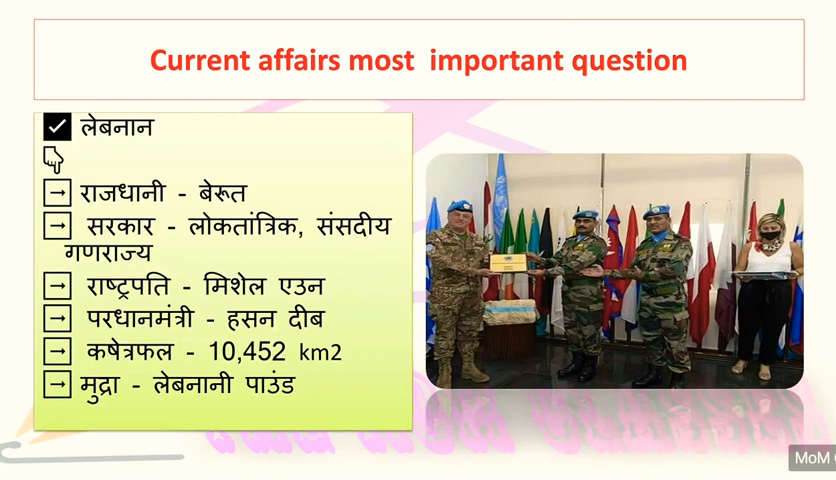 Current affairs most important question
लेबनान
राजधानी - बेरूत
सरकार - लोकतांत्रिक, संसदीय
गणराज्य
राष्ट्रपति - मिशेल एउन
परधानमंत्री - हसन दीब
कषेत्रफल - 10,452 km2
मुद्रा - लेबनानी पाउंड
MoM